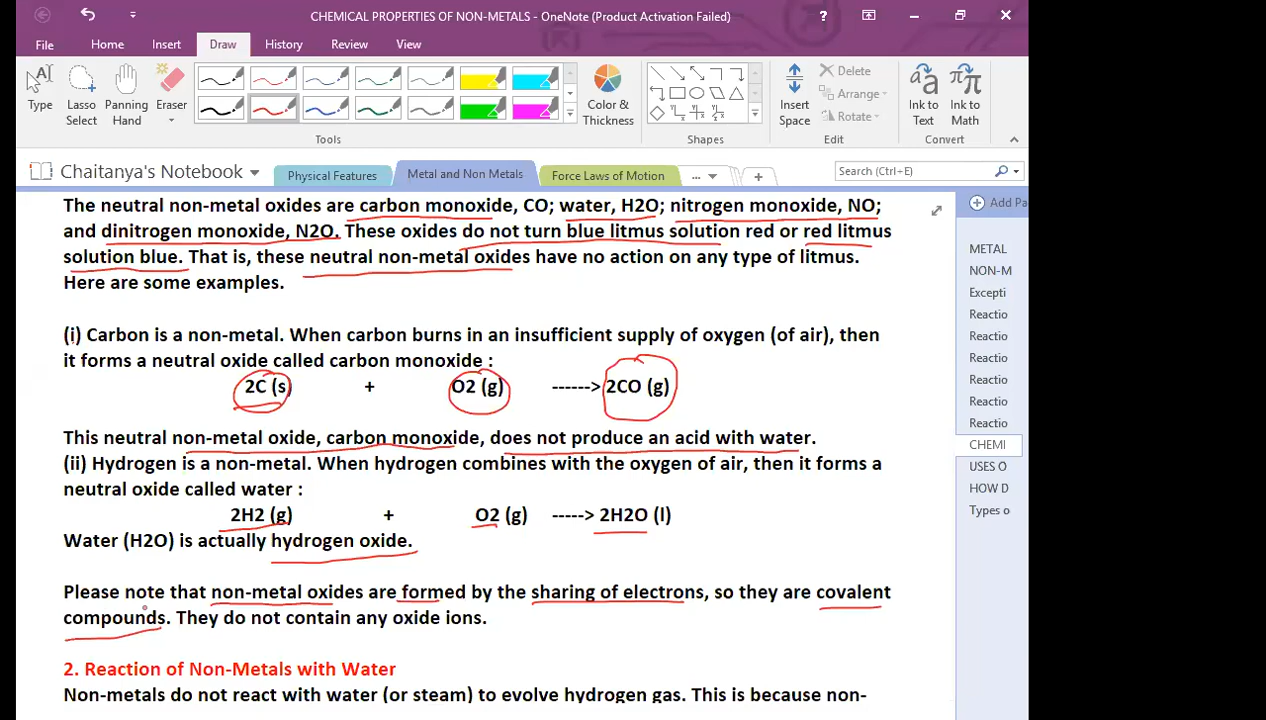 CHEMICAL PROPERTIES OF NON-METALS - OneNote (Product Activation Failed)
?
File Home Insert Draw History Review View
Type Lasso Select Panning Hand Eraser Color & Thickness Insert Space Delete Arrange Rotate Ink to Text Ink to Math
Tools Shapes Edit Convert
Chaitanya's Notebook Physical Features Metal and Non Metals Force Laws of Motion ... + Search (Ctrl+E)
The neutral non-metal oxides are carbon monoxide, CO; water, H2O; nitrogen monoxide, NO;
and dinitrogen monoxide, N2O. These oxides do not turn blue litmus solution red or red litmus
solution blue. That is, these neutral non-metal oxides have no action on any type of litmus.
Here are some examples.
(i) Carbon is a non-metal. When carbon burns in an insufficient supply of oxygen (of air), then
it forms a neutral oxide called carbon monoxide :
2C (s) + O2 (g) ------> 2CO (g)
This neutral non-metal oxide, carbon monoxide, does not produce an acid with water.
(ii) Hydrogen is a non-metal. When hydrogen combines with the oxygen of air, then it forms a
neutral oxide called water :
2H2 (g) + O2 (g) -----> 2H2O (l)
Water (H2O) is actually hydrogen oxide.
Please note that non-metal oxides are formed by the sharing of electrons, so they are covalent
compounds. They do not contain any oxide ions.
2. Reaction of Non-Metals with Water
Non-metals do not react with water (or steam) to evolve hydrogen gas. This is because non-
Add Pa
METAL
NON-M
Excepti
Reactio
Reactio
Reactio
Reactio
Reactio
Reactio
CHEMI
USES O
HOW D
Types o